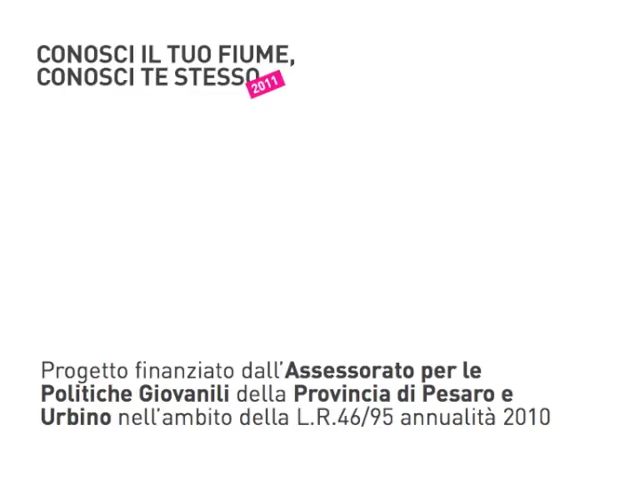 CONOSCI IL TUO FIUME,
CONOSCI TE STESSO
2011
Progetto finanziato dall'Assessorato per le
Politiche Giovanili della Provincia di Pesaro e
Urbino nell'ambito della L.R.46/95 annualità 2010